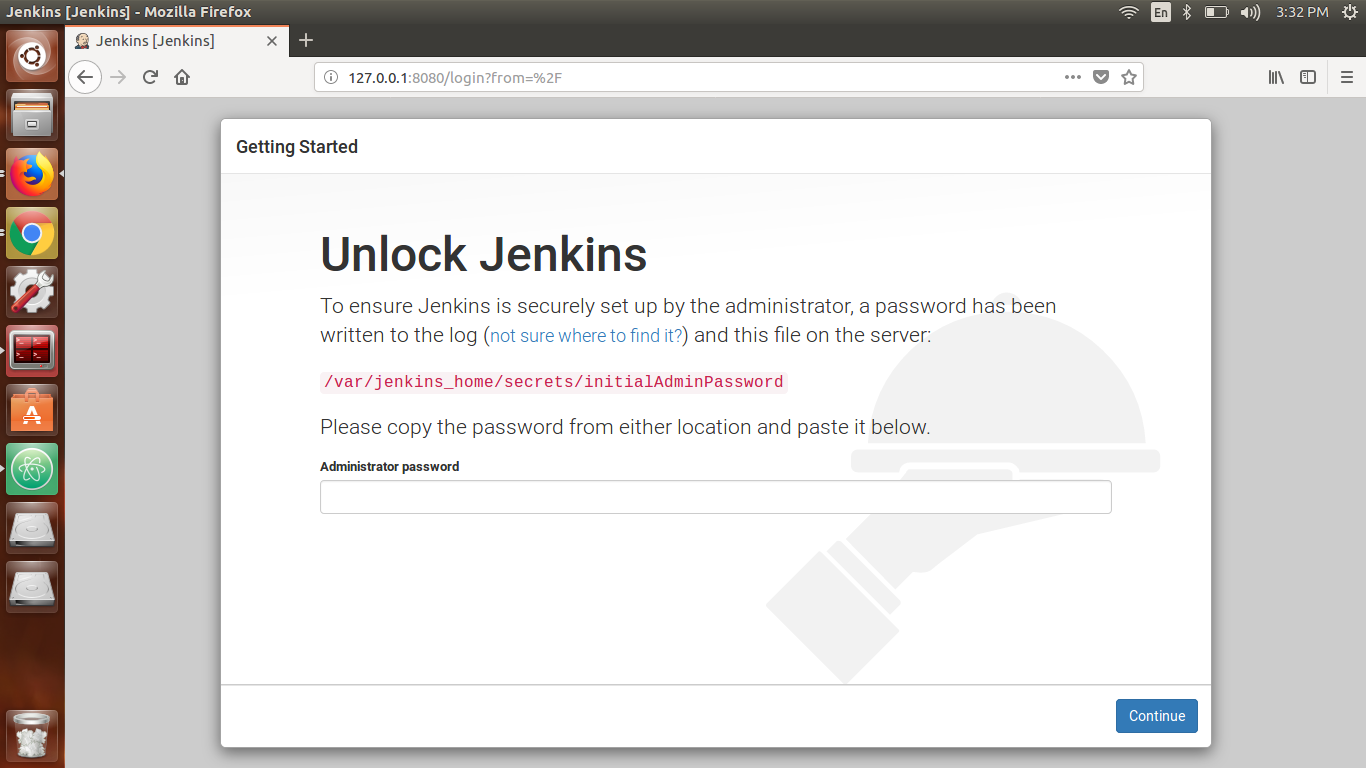 Jenkins [Jenkins] - Mozilla Firefox
En
3:32 PM
Jenkins [Jenkins]
127.0.0.1:8080/login?from=%2F
Getting Started
Unlock Jenkins
To ensure Jenkins is securely set up by the administrator, a password has been
written to the log (not sure where to find it?) and this file on the server:
/var/jenkins_home/secrets/initialAdminPassword
Please copy the password from either location and paste it below.
Administrator password
Continue